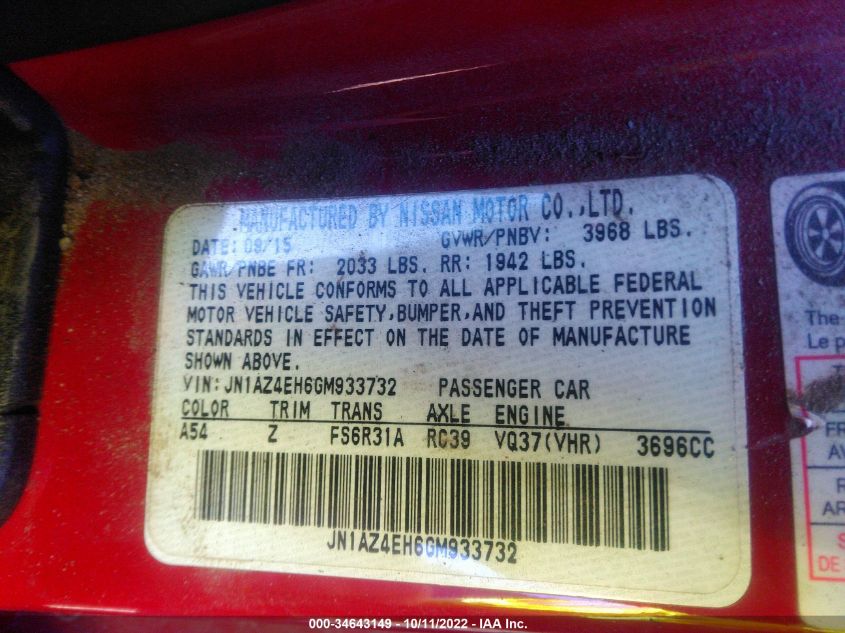 MANUFACTURED BY NISSAN MOTOR CO.,LTD.
DATE: 09/15 GVWR/PNBV: 3968 LBS.
GAWR/PNBE FR: 2033 LBS. RR: 1942 LBS.
THIS VEHICLE CONFORMS TO ALL APPLICABLE FEDERAL
MOTOR VEHICLE SAFETY,BUMPER,AND THEFT PREVENTION
STANDARDS IN EFFECT ON THE DATE OF MANUFACTURE
SHOWN ABOVE.
VIN: JN1AZ4EH6GM933732 PASSENGER CAR
COLOR TRIM TRANS AXLE ENGINE
A54 Z FS6R31A RC39 VQ37(VHR) 3696CC
JN1AZ4EH6GM933732
The
Le p
FR
AV
R
AR
S
DE
000-34643149 - 10/11/2022 - IAA Inc.